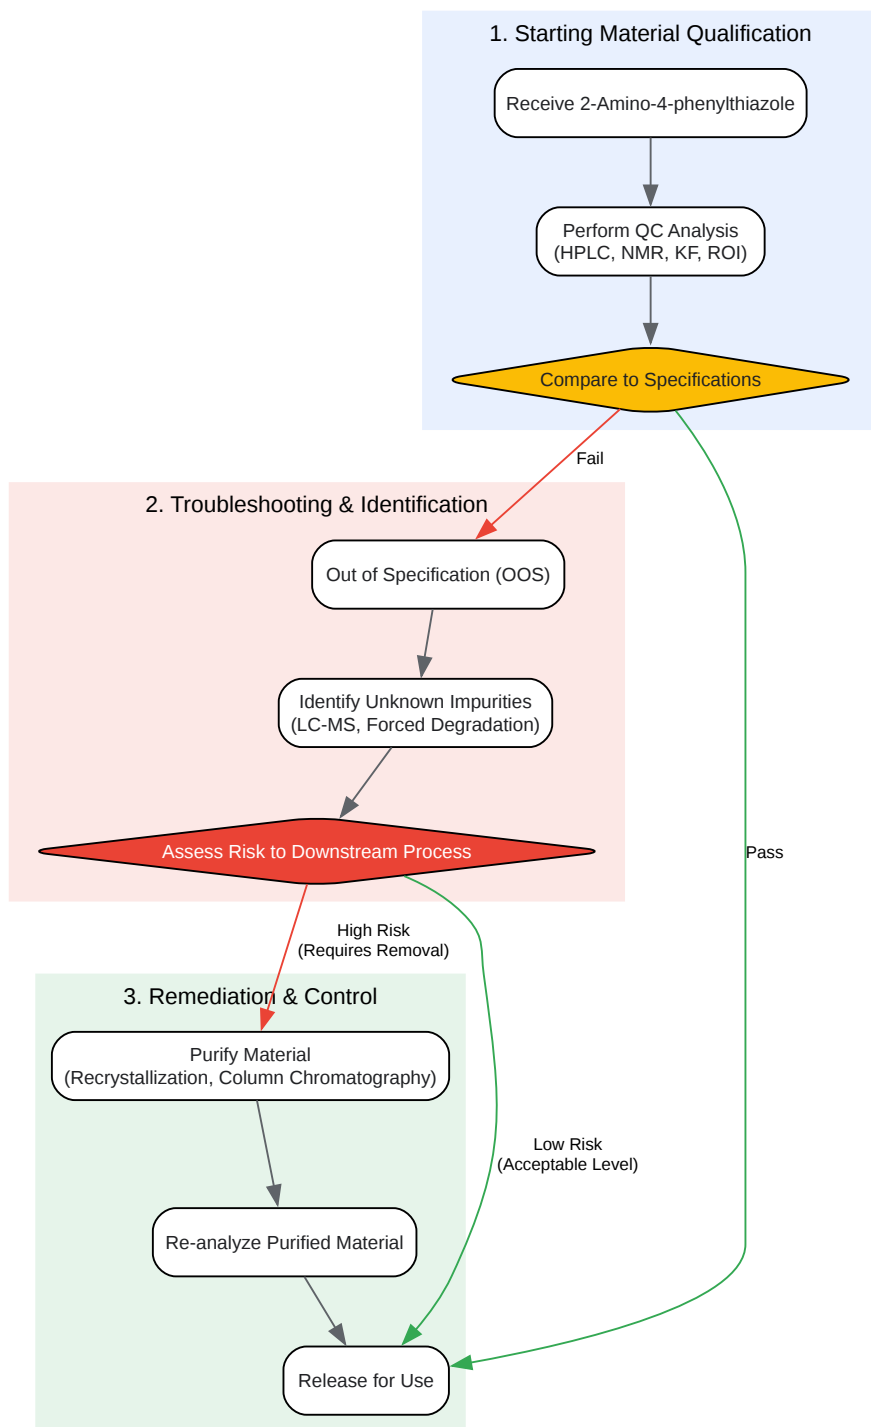 1. Starting Material Qualification
Receive 2-Amino-4-phenylthiazole
Perform QC Analysis
(HPLC, NMR, KF, ROI)
Compare to Specifications
Fail
2. Troubleshooting & Identification
Out of Specification (OOS)
Identify Unknown Impurities
(LC-MS, Forced Degradation)
Pass
Assess Risk to Downstream Process
High Risk
(Requires Removal)
3. Remediation & Control
Purify Material
(Recrystallization, Column Chromatography)
Low Risk
(Acceptable Level)
Re-analyze Purified Material
Release for Use